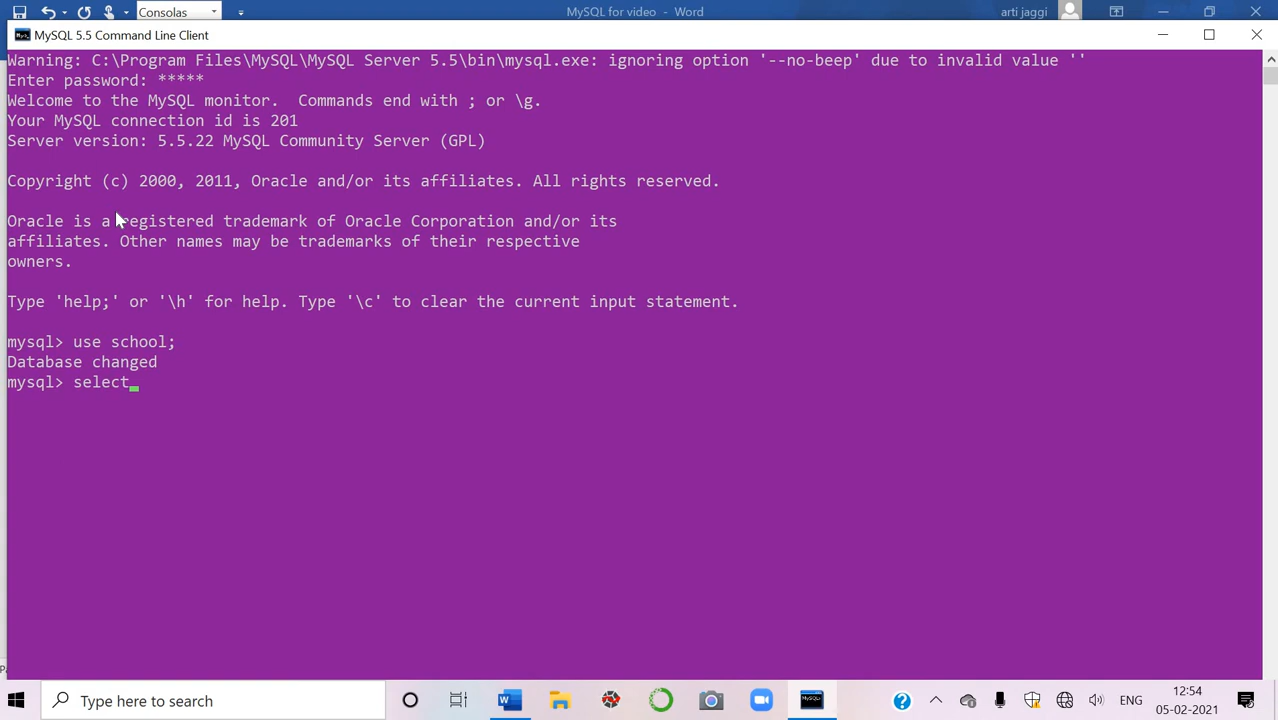 Consolas
MySQL for video - Word
arti jaggi
MySQL 5.5 Command Line Client
Warning: C:\Program Files\MySQL\MySQL Server 5.5\bin\mysql.exe: ignoring option '--no-beep' due to invalid value ''
Enter password: *****
Welcome to the MySQL monitor.  Commands end with ; or \g.
Your MySQL connection id is 201
Server version: 5.5.22 MySQL Community Server (GPL)
Copyright (c) 2000, 2011, Oracle and/or its affiliates. All rights reserved.
Oracle is a registered trademark of Oracle Corporation and/or its
affiliates. Other names may be trademarks of their respective
owners.
Type 'help;' or '\h' for help. Type '\c' to clear the current input statement.
mysql> use school;
Database changed
mysql> select
Type here to search
ENG
12:54
05-02-2021